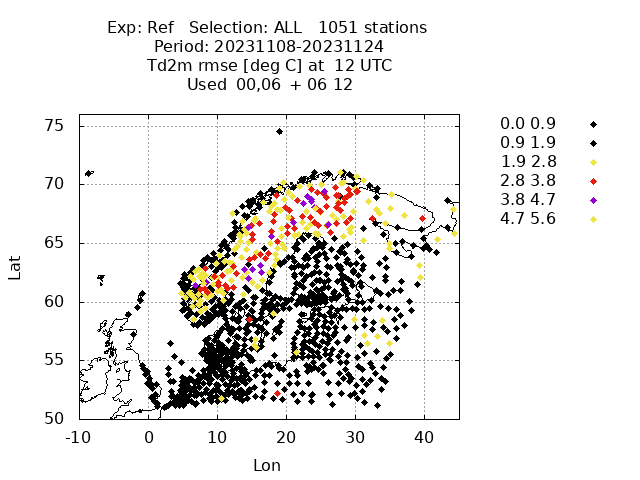 Exp: Ref   Selection: ALL   1051 stations
Period: 20231108-20231124
Td2m rmse [deg C] at  12 UTC
Used  00,06  + 06 12
0.0 0.9
0.9 1.9
1.9 2.8
2.8 3.8
3.8 4.7
4.7 5.6
75
70
65
60
55
50
Lat
-10 0 10 20 30 40
Lon